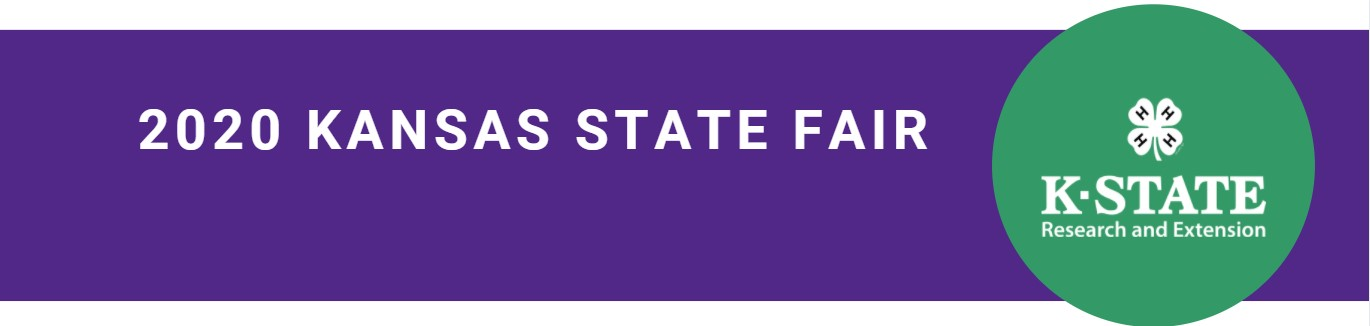 2020 KANSAS STATE FAIR
H H
H H
K·STATE
Research and Extension